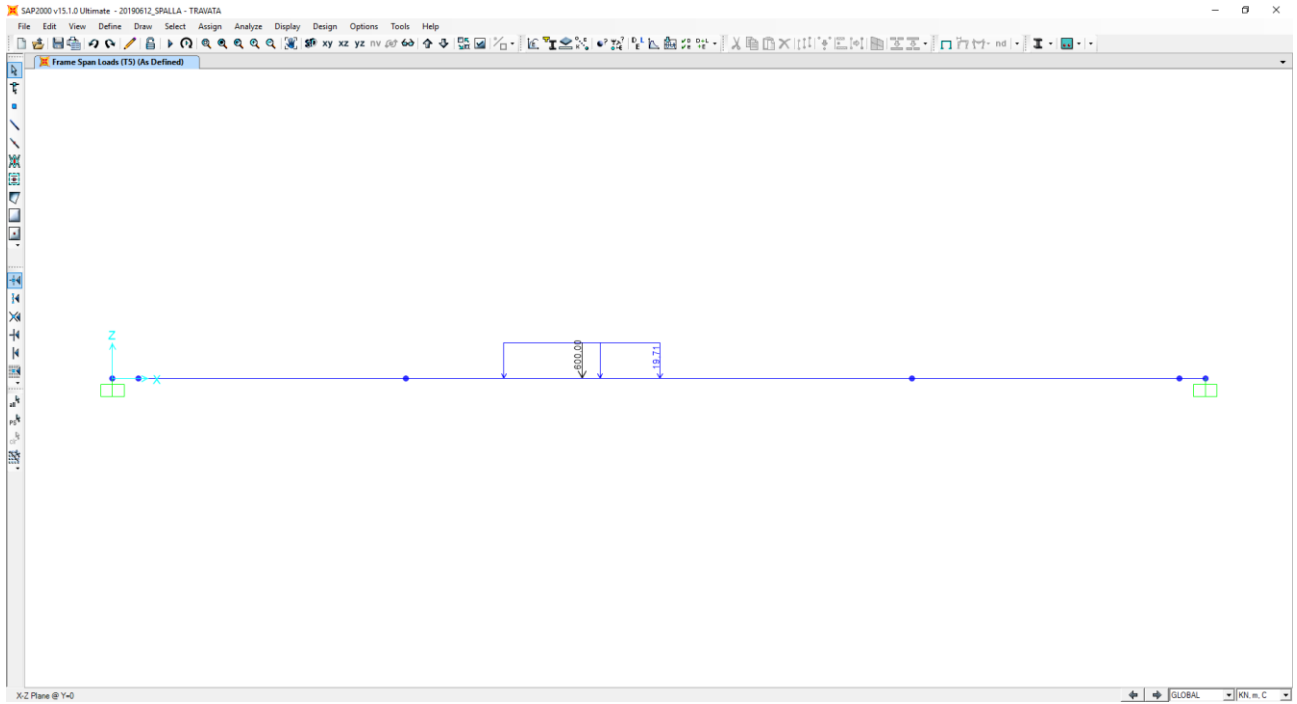 SAP2000 v15.1.0 Ultimate - 20190612_SPALLA - TRAVATA
File Edit View Define Draw Select Assign Analyze Display Design Options Tools Help
xy xz yz nv nd
Frame Span Loads (T5) (As Defined)
Z
X
600.00
19.71
X-Z Plane @ Y=0
GLOBAL
KN, m, C